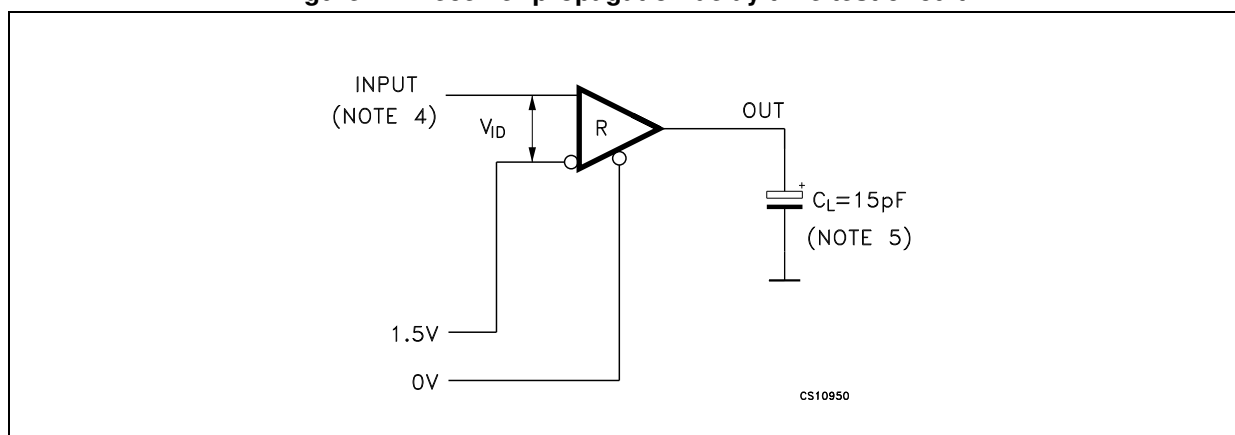 INPUT
(NOTE 4)
V_ID
R
OUT
+
C_L=15pF
(NOTE 5)
1.5V
0V
CS10950